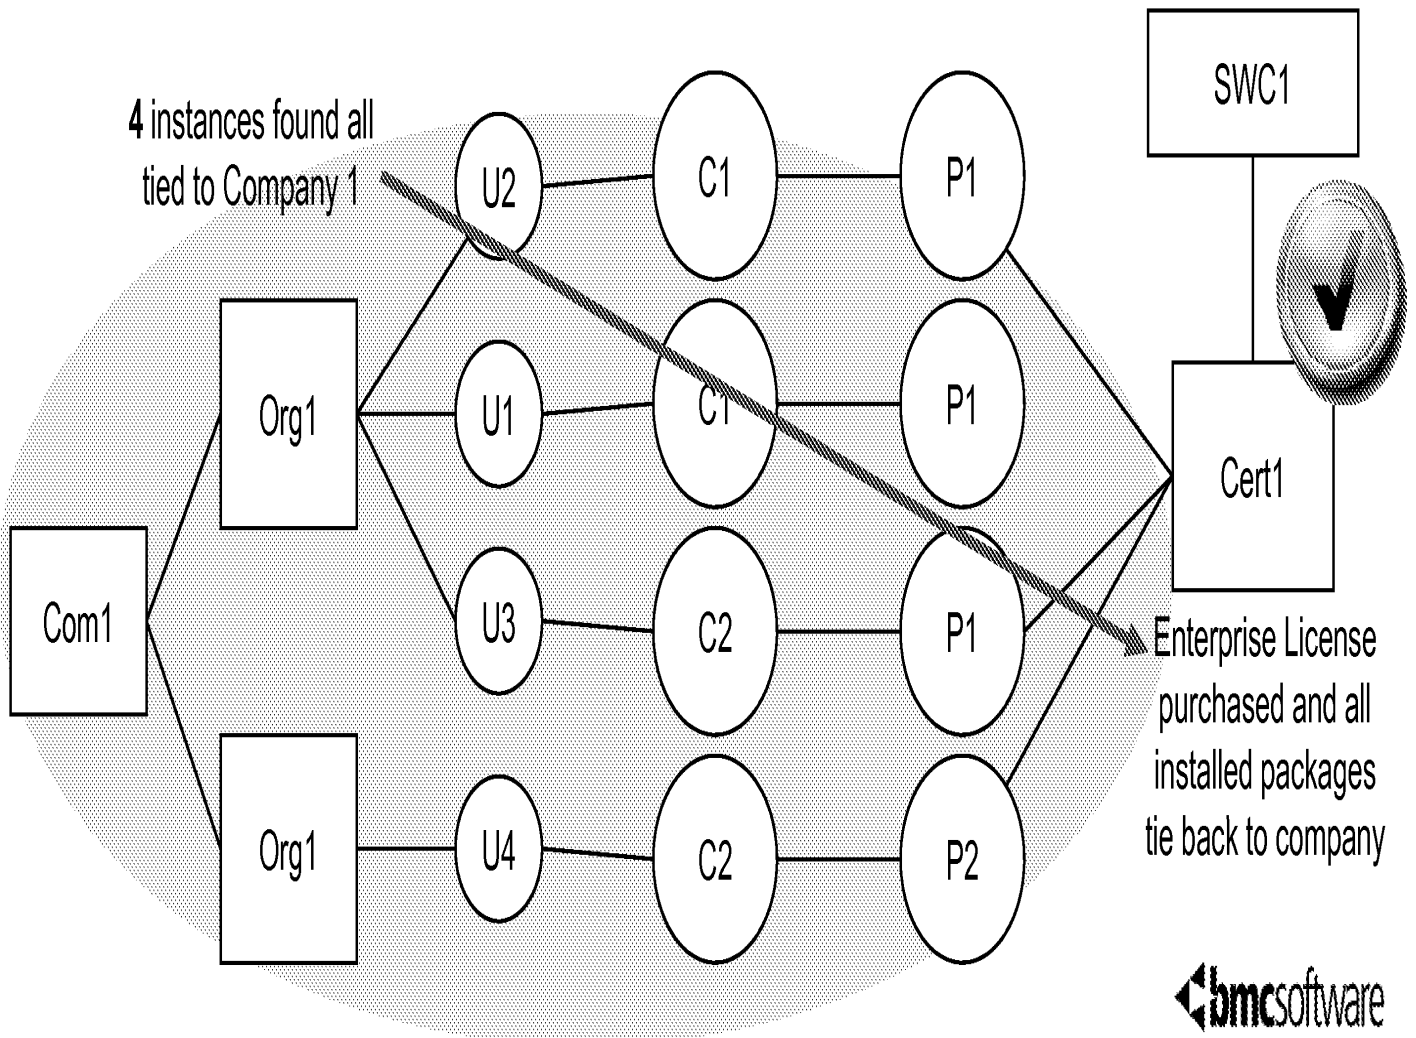 SWC1
4 instances found all
tied to Company 1
U2
C1
P1
Org1
U1
C1
P1
Cert1
Com1
U3
C2
P1
Enterprise License
purchased and all
installed packages
tie back to company
Org1
U4
C2
P2
bmcsoftware